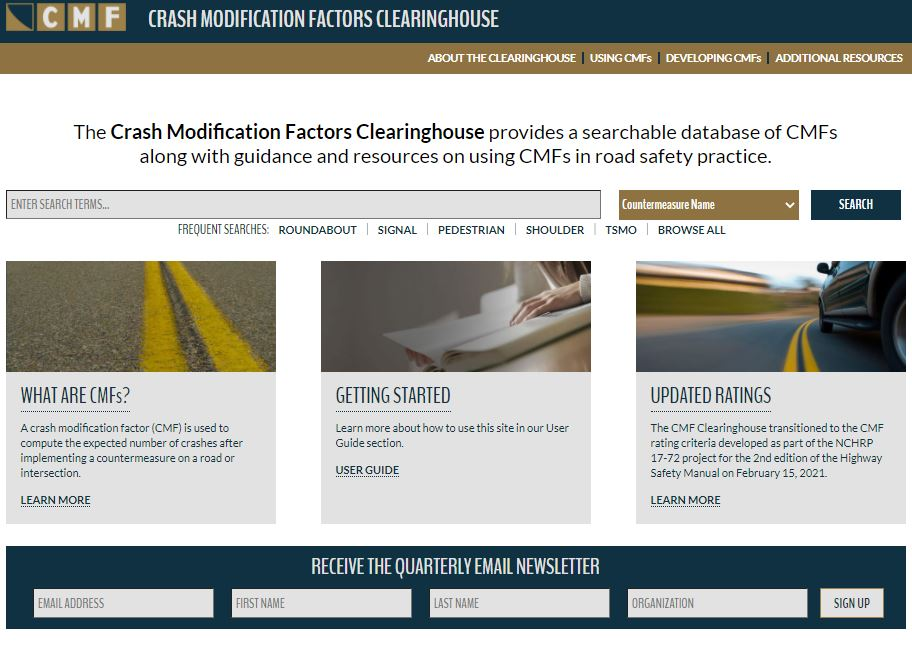 CMF CRASH MODIFICATION FACTORS CLEARINGHOUSE
ABOUT THE CLEARINGHOUSE | USING CMFs | DEVELOPING CMFs | ADDITIONAL RESOURCES
The Crash Modification Factors Clearinghouse provides a searchable database of CMFs
along with guidance and resources on using CMFs in road safety practice.
ENTER SEARCH TERMS... Countermeasure Name SEARCH
FREQUENT SEARCHES: ROUNDABOUT | SIGNAL | PEDESTRIAN | SHOULDER | TSMO | BROWSE ALL
WHAT ARE CMFs?
A crash modification factor (CMF) is used to
compute the expected number of crashes after
implementing a countermeasure on a road or
intersection.
LEARN MORE
GETTING STARTED
Learn more about how to use this site in our User
Guide section.
USER GUIDE
UPDATED RATINGS
The CMF Clearinghouse transitioned to the CMF
rating criteria developed as part of the NCHRP
17-72 project for the 2nd edition of the Highway
Safety Manual on February 15, 2021.
LEARN MORE
RECEIVE THE QUARTERLY EMAIL NEWSLETTER
EMAIL ADDRESS FIRST NAME LAST NAME ORGANIZATION SIGN UP